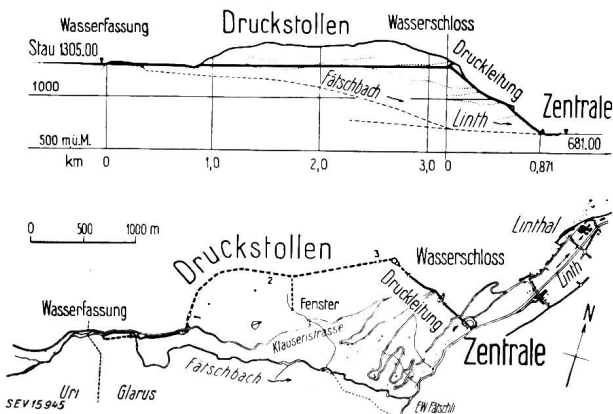 Druckstollen
Wasserfassung
Wasserschloss
Stau 1305.00
Druckleitung
1000
Fätschbach
Zentrale
Linth
500 m ü.M.
681.00
km 0 1,0 2,0 3,0 0 0,871
0 500 1000 m
Linthal
Druckstollen
3
Wasserschloss
Linth
2
Wasserfassung
Fenster
Druckleitung
1
Klausenstrasse
N
Zentrale
Fätschbach
Uri Glarus
SEV 15945
EW.Fätschli